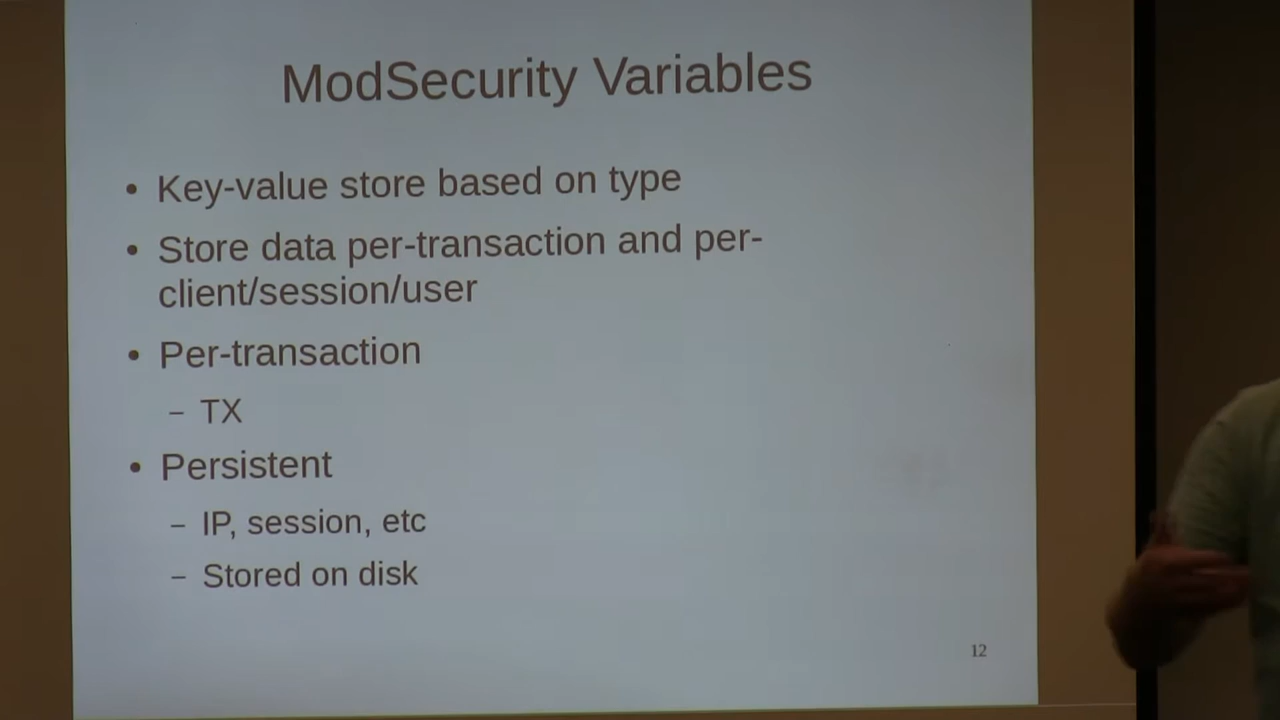 ModSecurity Variables
• Key-value store based on type
• Store data per-transaction and per-
client/session/user
• Per-transaction
– TX
• Persistent
– IP, session, etc
– Stored on disk
12